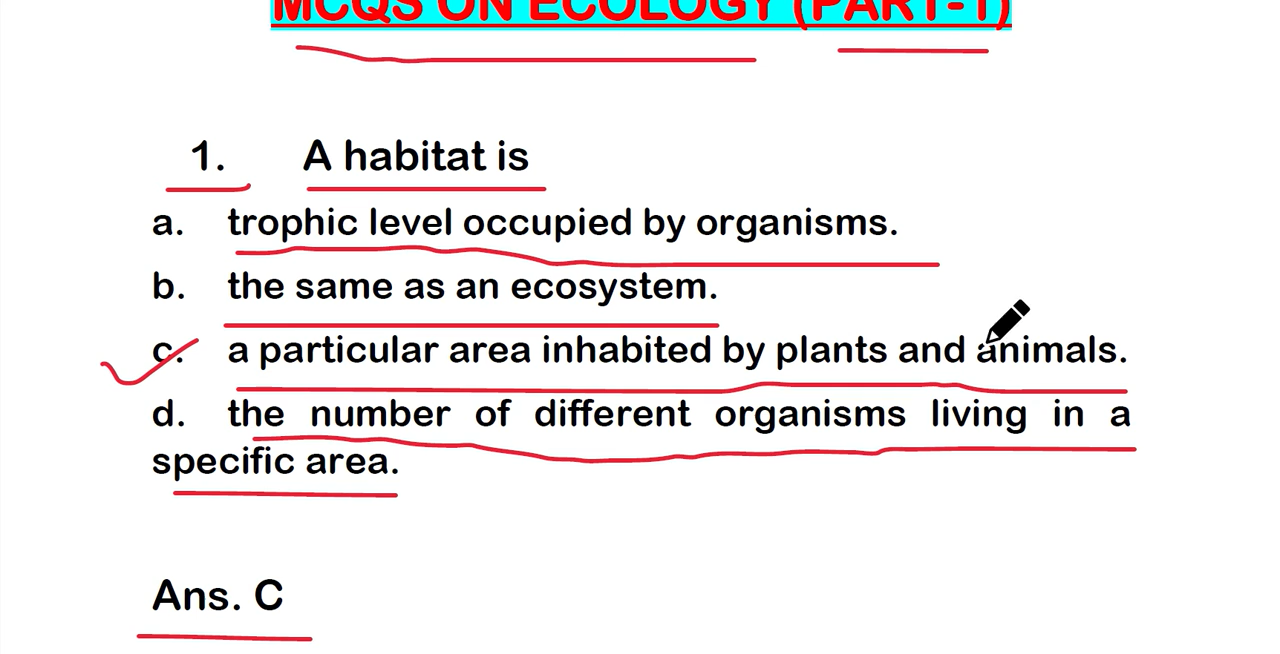 MCQS ON ECOLOGY (PART-1)
1. A habitat is
a. trophic level occupied by organisms.
b. the same as an ecosystem.
c. a particular area inhabited by plants and animals.
d. the number of different organisms living in a
specific area.
Ans. C